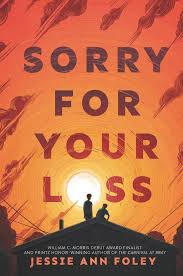 SORRY
FOR
YOUR
LOSS
WILLIAM C. MORRIS DEBUT AWARD FINALIST
AND PRINTZ HONOR-WINNING AUTHOR OF THE CARNIVAL AT BRAY
JESSIE ANN FOLEY